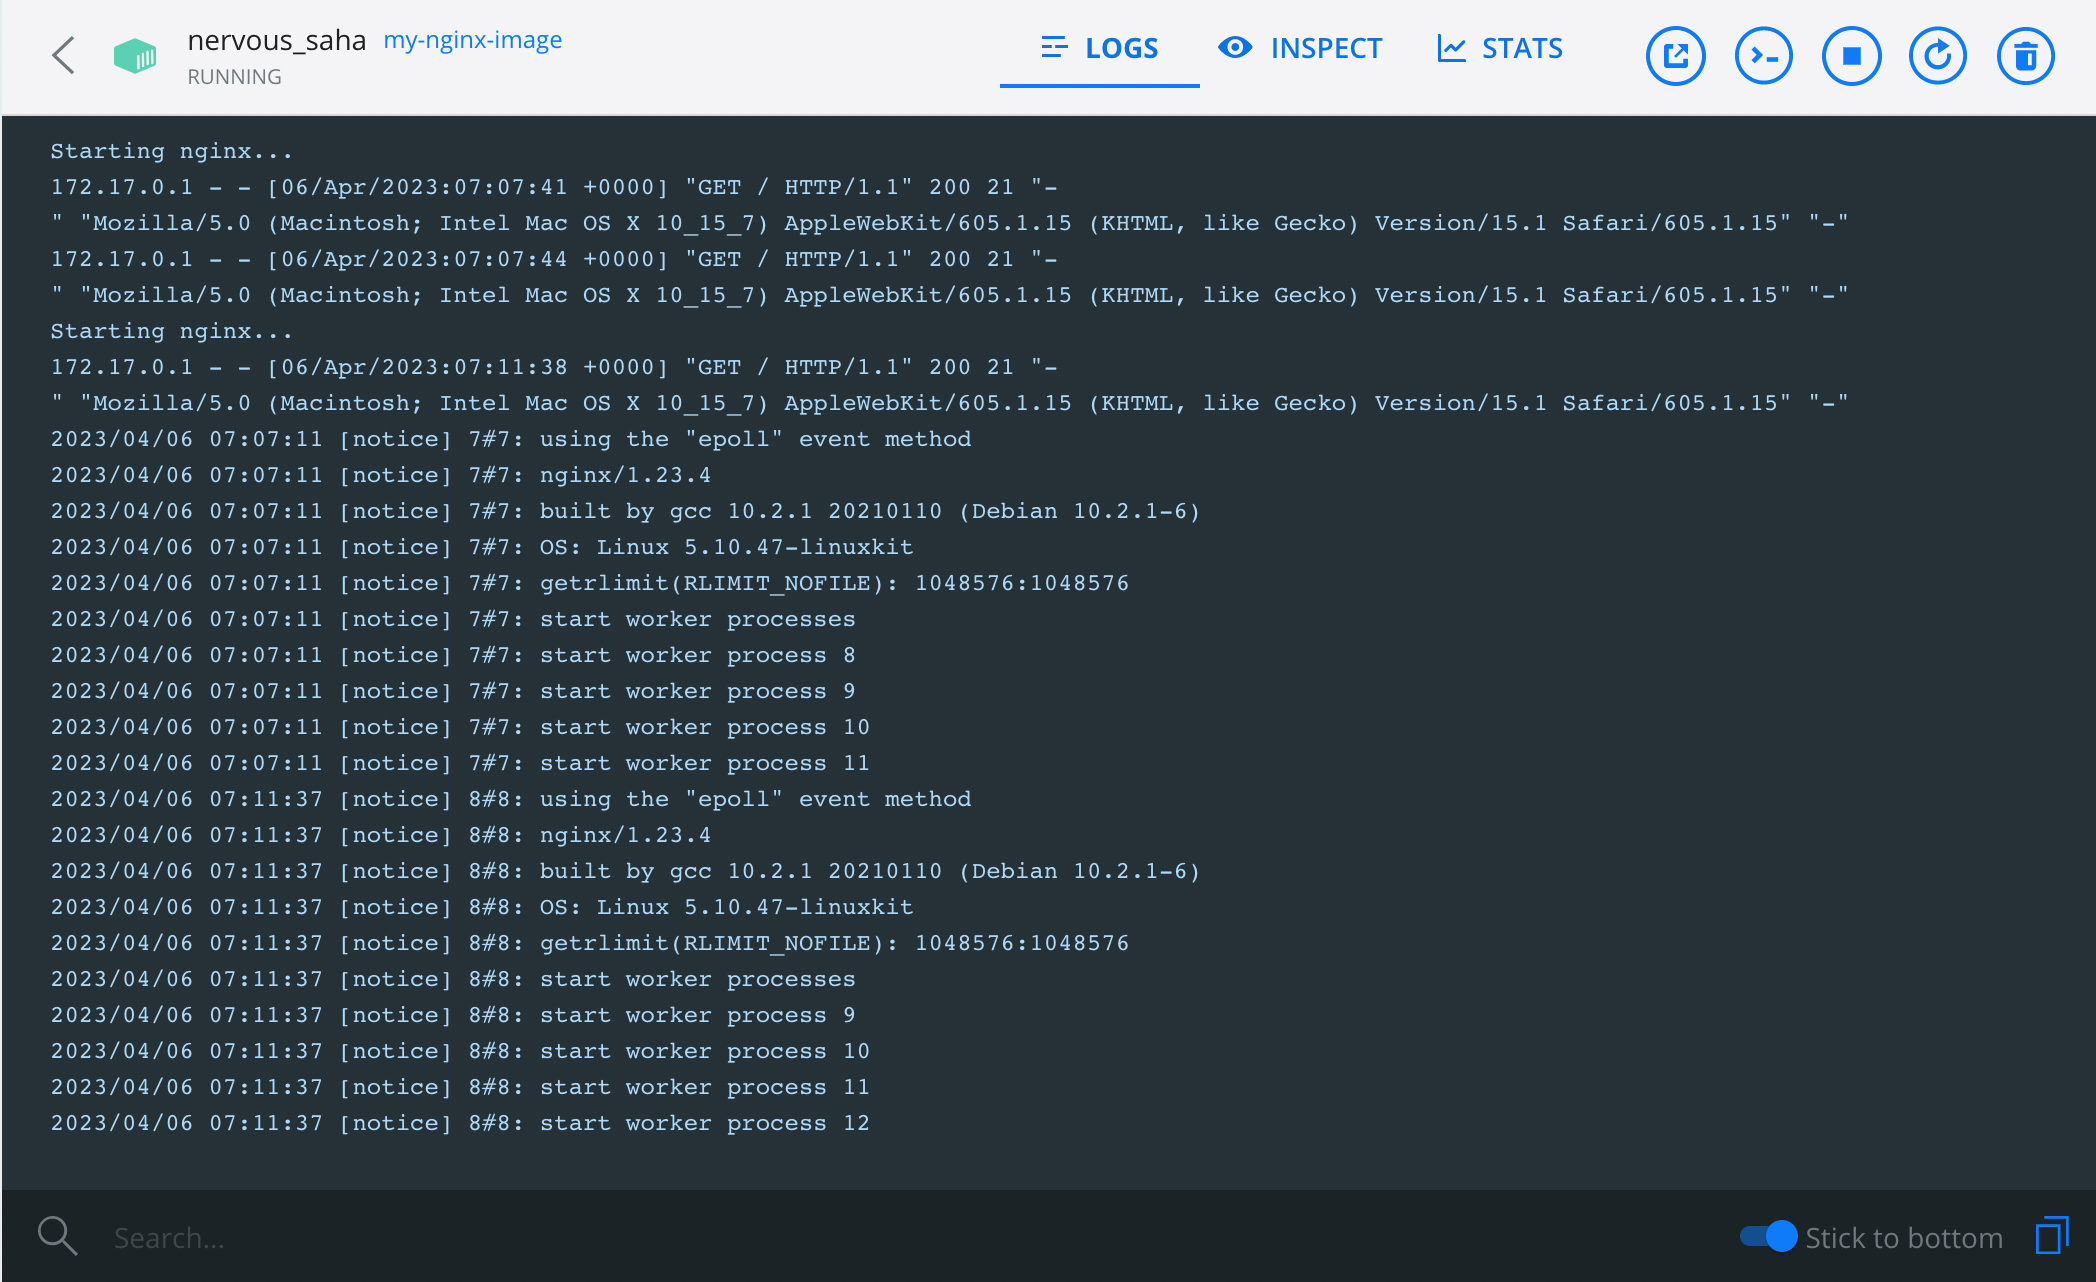 nervous_saha my-nginx-image
RUNNING
LOGS INSPECT STATS
Starting nginx...
172.17.0.1 - - [06/Apr/2023:07:07:41 +0000] "GET / HTTP/1.1" 200 21 "-
" "Mozilla/5.0 (Macintosh; Intel Mac OS X 10_15_7) AppleWebKit/605.1.15 (KHTML, like Gecko) Version/15.1 Safari/605.1.15" "-"
172.17.0.1 - - [06/Apr/2023:07:07:44 +0000] "GET / HTTP/1.1" 200 21 "-
" "Mozilla/5.0 (Macintosh; Intel Mac OS X 10_15_7) AppleWebKit/605.1.15 (KHTML, like Gecko) Version/15.1 Safari/605.1.15" "-"
Starting nginx...
172.17.0.1 - - [06/Apr/2023:07:11:38 +0000] "GET / HTTP/1.1" 200 21 "-
" "Mozilla/5.0 (Macintosh; Intel Mac OS X 10_15_7) AppleWebKit/605.1.15 (KHTML, like Gecko) Version/15.1 Safari/605.1.15" "-"
2023/04/06 07:07:11 [notice] 7#7: using the "epoll" event method
2023/04/06 07:07:11 [notice] 7#7: nginx/1.23.4
2023/04/06 07:07:11 [notice] 7#7: built by gcc 10.2.1 20210110 (Debian 10.2.1-6)
2023/04/06 07:07:11 [notice] 7#7: OS: Linux 5.10.47-linuxkit
2023/04/06 07:07:11 [notice] 7#7: getrlimit(RLIMIT_NOFILE): 1048576:1048576
2023/04/06 07:07:11 [notice] 7#7: start worker processes
2023/04/06 07:07:11 [notice] 7#7: start worker process 8
2023/04/06 07:07:11 [notice] 7#7: start worker process 9
2023/04/06 07:07:11 [notice] 7#7: start worker process 10
2023/04/06 07:07:11 [notice] 7#7: start worker process 11
2023/04/06 07:11:37 [notice] 8#8: using the "epoll" event method
2023/04/06 07:11:37 [notice] 8#8: nginx/1.23.4
2023/04/06 07:11:37 [notice] 8#8: built by gcc 10.2.1 20210110 (Debian 10.2.1-6)
2023/04/06 07:11:37 [notice] 8#8: OS: Linux 5.10.47-linuxkit
2023/04/06 07:11:37 [notice] 8#8: getrlimit(RLIMIT_NOFILE): 1048576:1048576
2023/04/06 07:11:37 [notice] 8#8: start worker processes
2023/04/06 07:11:37 [notice] 8#8: start worker process 9
2023/04/06 07:11:37 [notice] 8#8: start worker process 10
2023/04/06 07:11:37 [notice] 8#8: start worker process 11
2023/04/06 07:11:37 [notice] 8#8: start worker process 12
Search... Stick to bottom